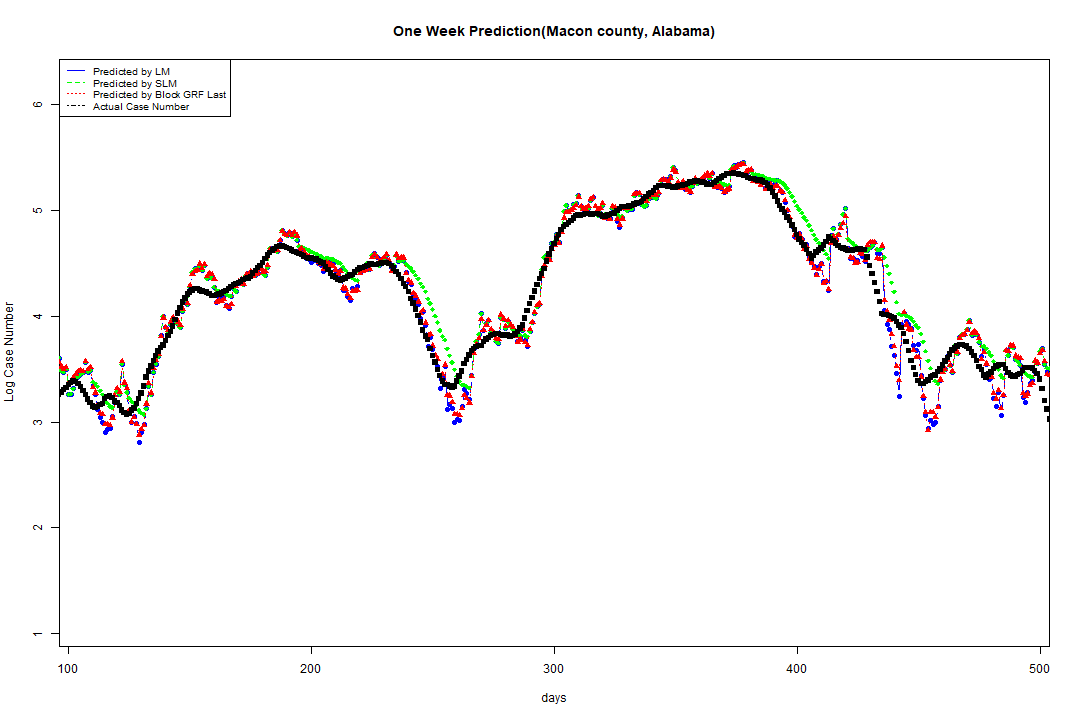 One Week Prediction(Macon county, Alabama)
Predicted by LM
Predicted by SLM
Predicted by Block GRF Last
Actual Case Number
6
5
4
3
2
1
Log Case Number
100 200 300 400 500
days